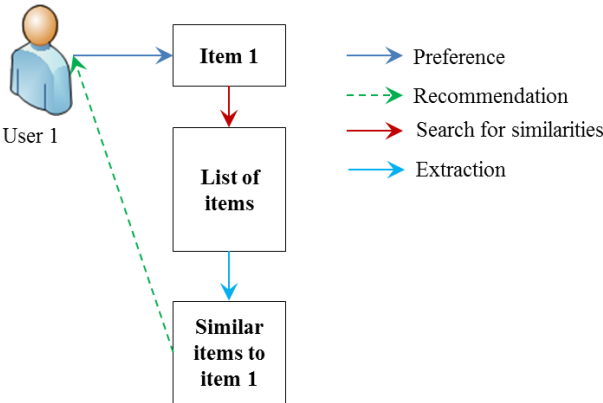 User 1
Item 1
List of
items
Similar
items to
item 1
Preference
Recommendation
Search for similarities
Extraction